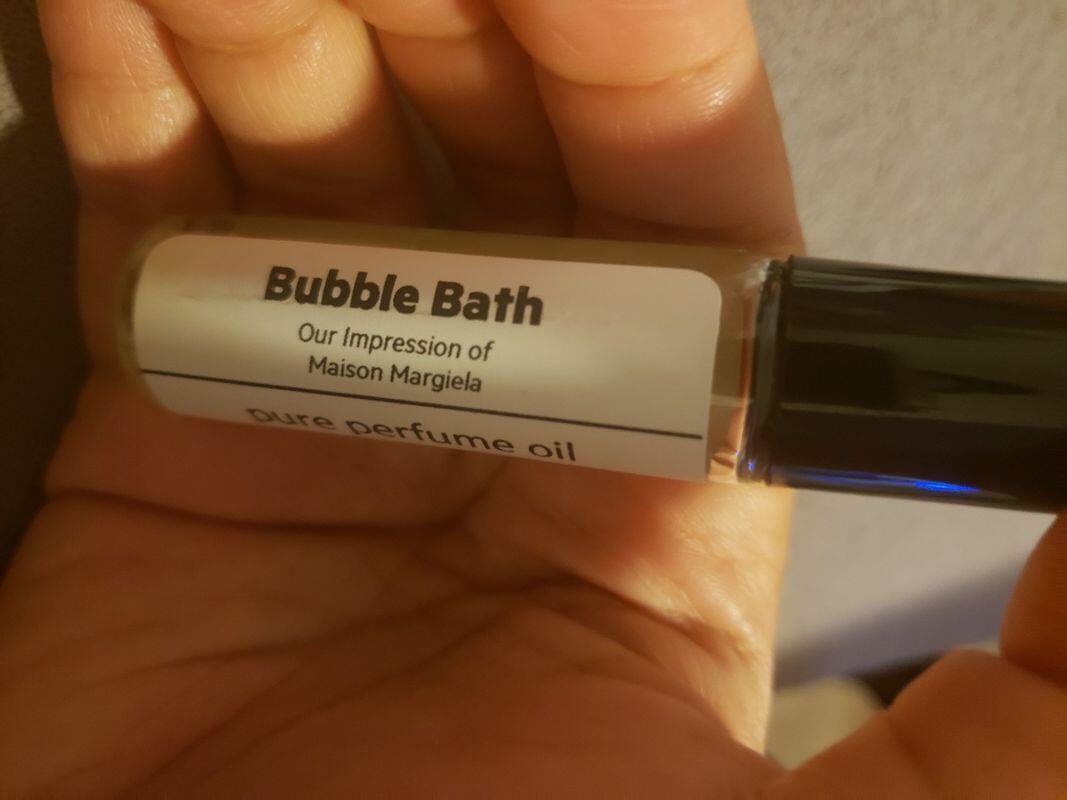 Bubble Bath
Our Impression of
Maison Margiela
pure perfume oil